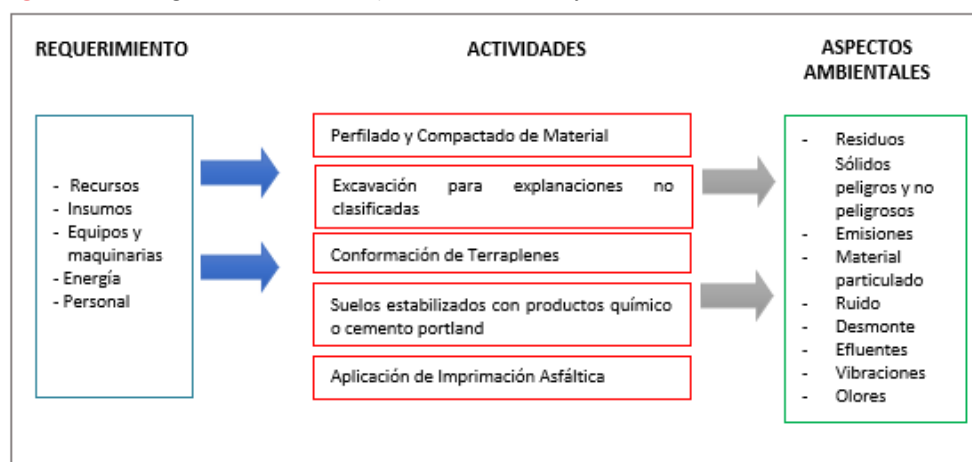 REQUERIMIENTO
ACTIVIDADES
ASPECTOS
AMBIENTALES
- Recursos
- Insumos
- Equipos y
maquinarias
- Energía
- Personal
Perfilado y Compactado de Material
Excavación para explanaciones no
clasificadas
Conformación de Terraplenes
Suelos estabilizados con productos químico
o cemento portland
Aplicación de Imprimación Asfáltica
- Residuos
Sólidos
peligros y no
peligrosos
- Emisiones
- Material
particulado
- Ruido
- Desmonte
- Efluentes
- Vibraciones
- Olores